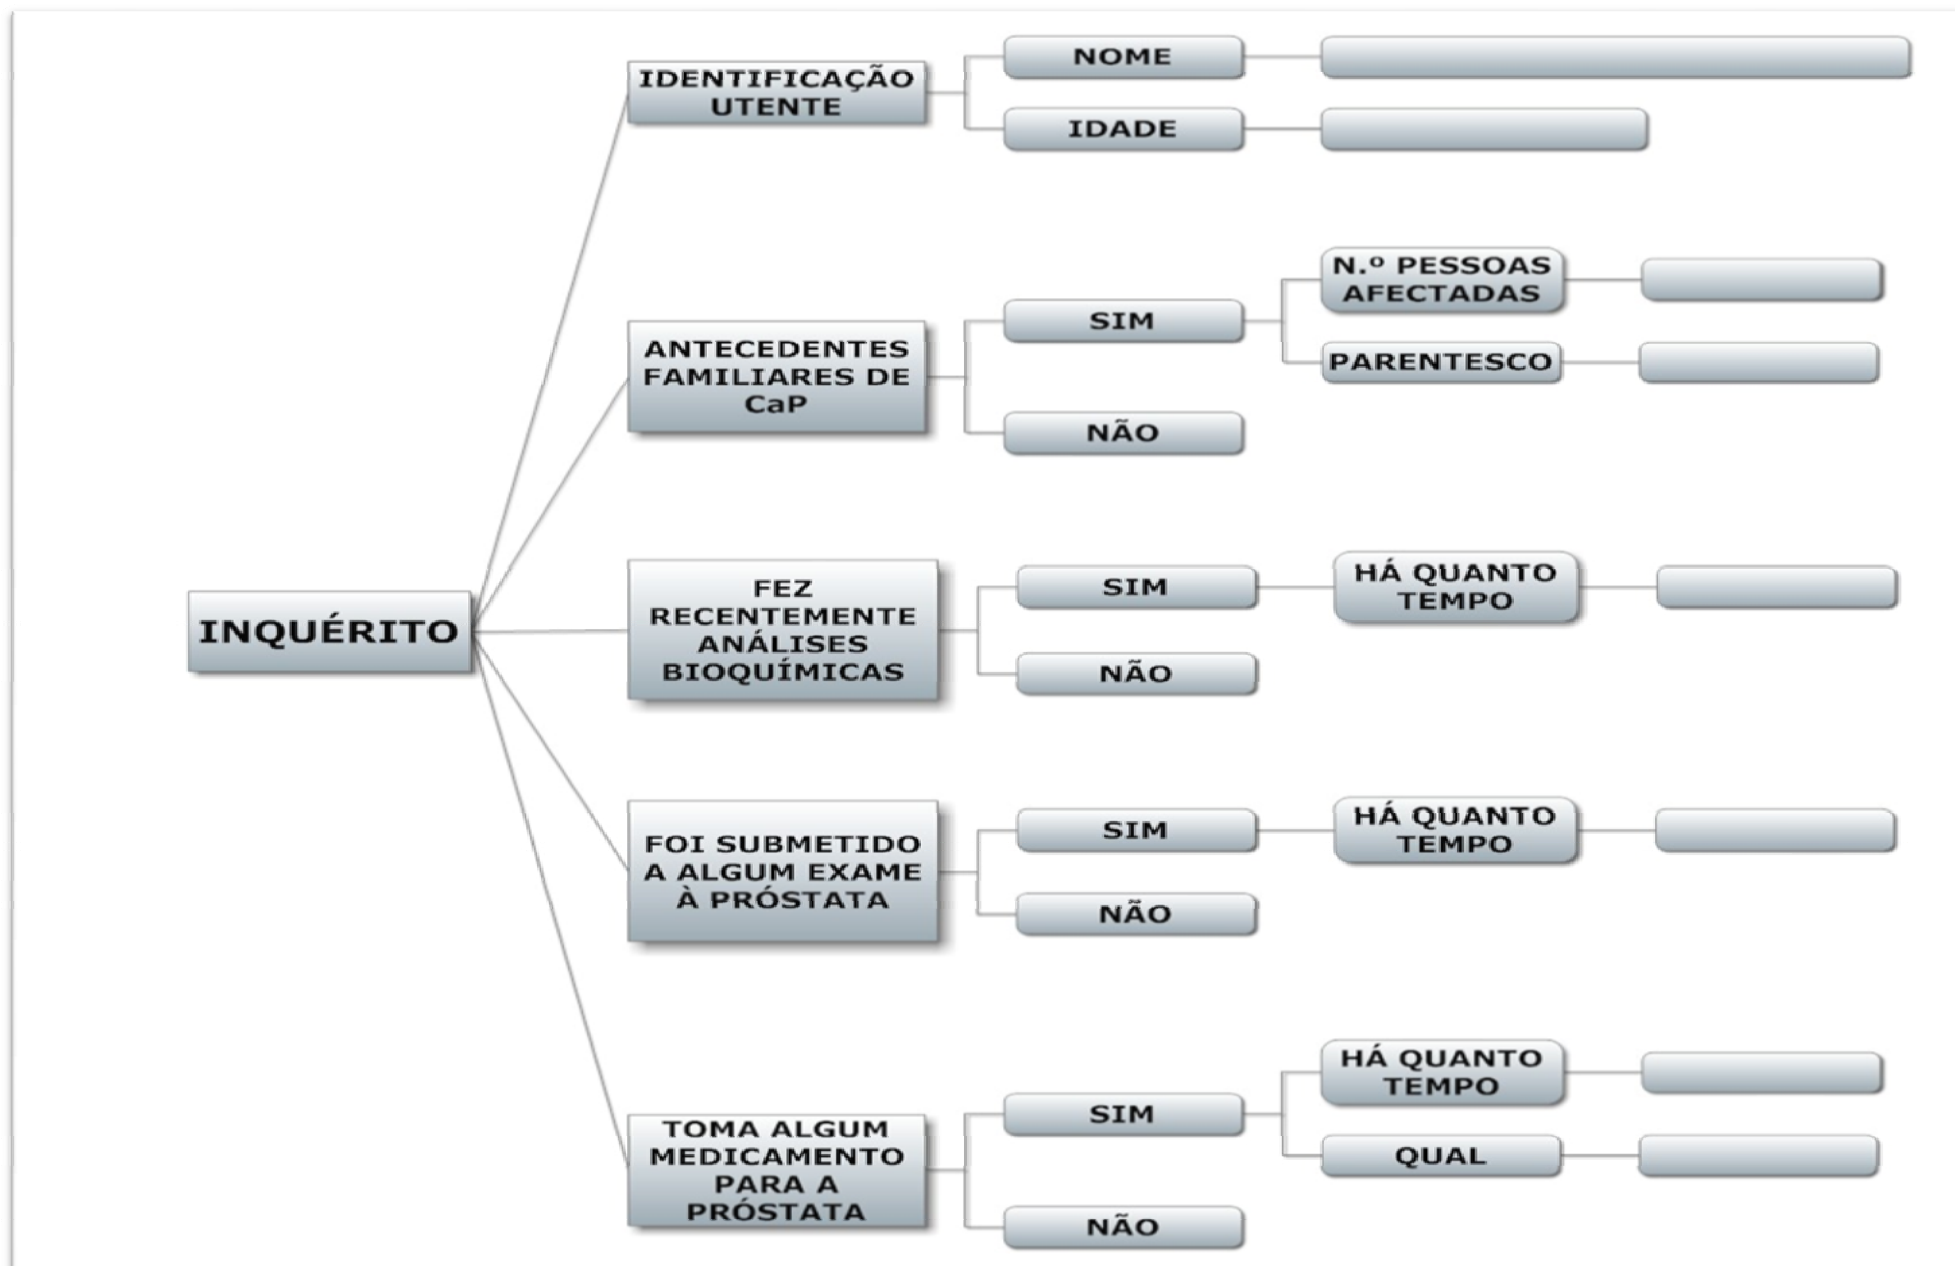 INQUÉRITO
IDENTIFICAÇÃO
UTENTE
NOME
IDADE
ANTECEDENTES
FAMILIARES DE
CaP
SIM
N.º PESSOAS
AFECTADAS
PARENTESCO
NÃO
FEZ
RECENTEMENTE
ANÁLISES
BIOQUÍMICAS
SIM
HÁ QUANTO
TEMPO
NÃO
FOI SUBMETIDO
A ALGUM EXAME
À PRÓSTATA
SIM
HÁ QUANTO
TEMPO
NÃO
TOMA ALGUM
MEDICAMENTO
PARA A
PRÓSTATA
SIM
HÁ QUANTO
TEMPO
QUAL
NÃO